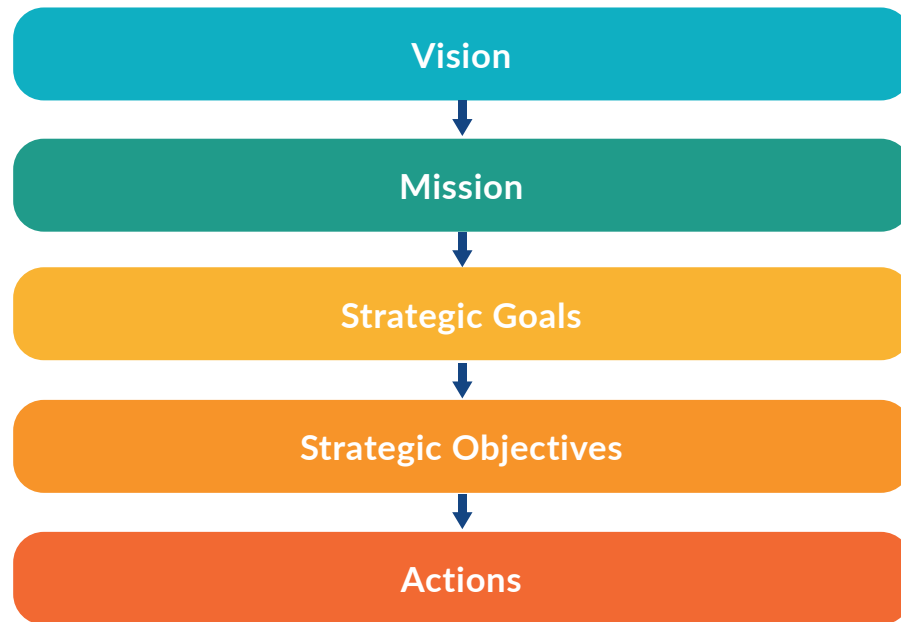 Vision
Mission
Strategic Goals
Strategic Objectives
Actions